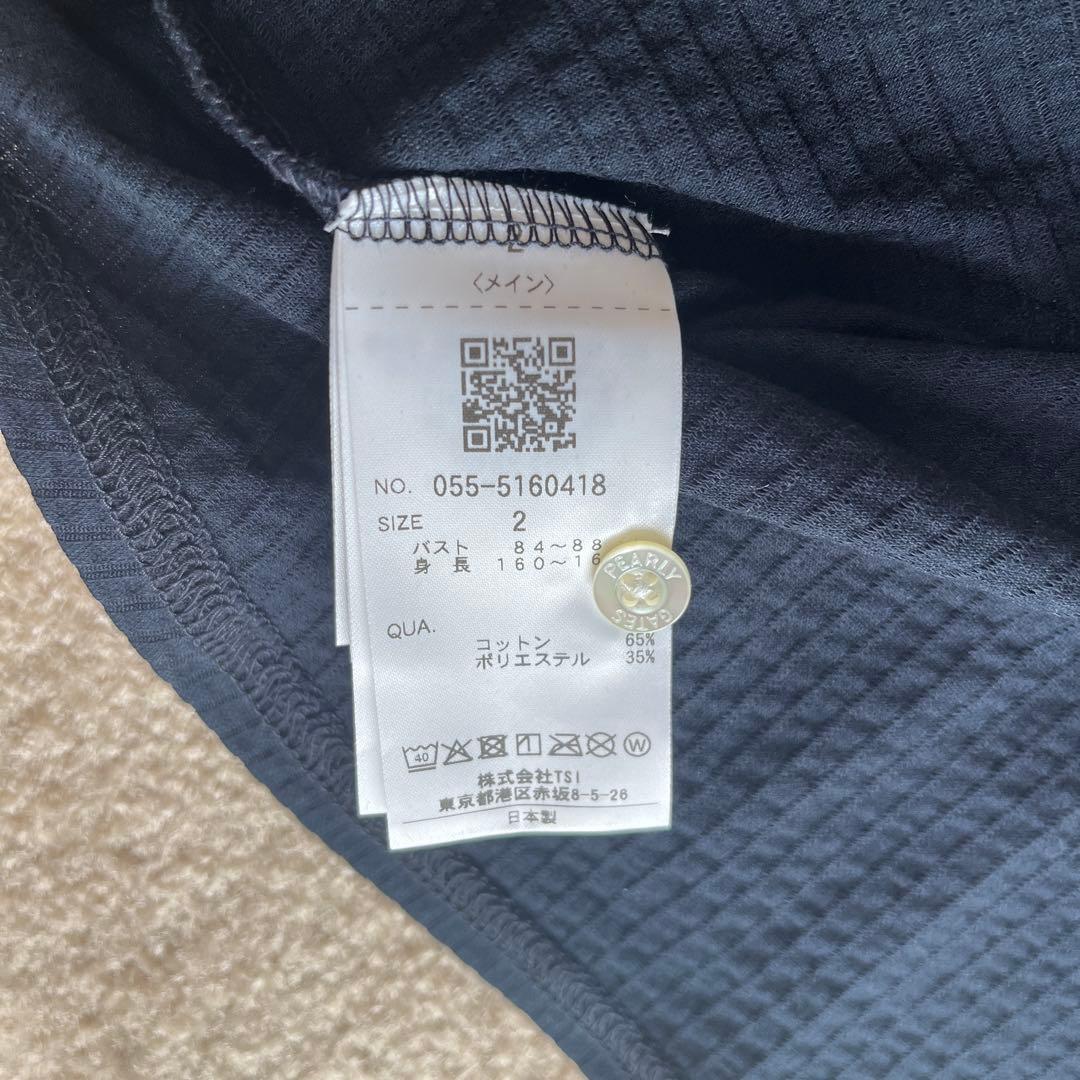 〈メイン〉
NO. 055-5160418
SIZE 2
バスト 84～88
身長 160～16
PEARLY
GATES
QUA.
コットン 65%
ポリエステル 35%
40
W
株式会社TSI
東京都港区赤坂8-5-26
日本製